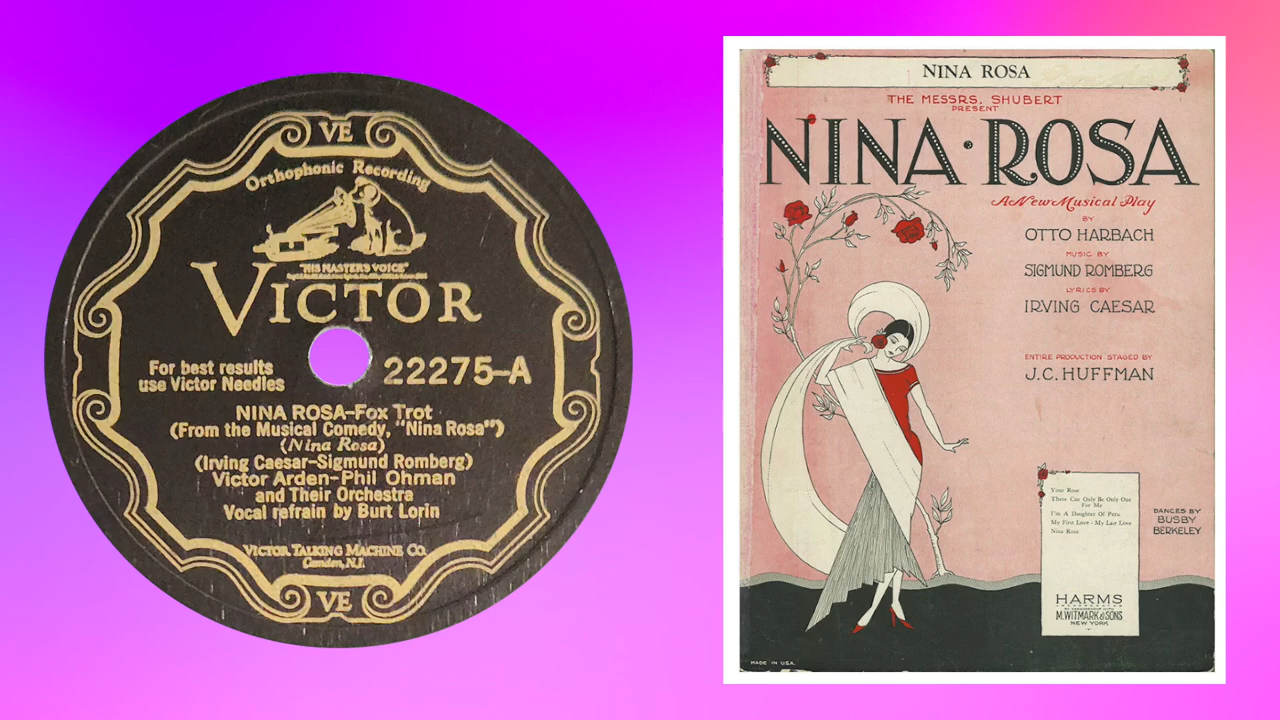 VE
Orthophonic Recording
"HIS MASTER'S VOICE"
VICTOR
For best results
use Victor Needles
22275-A
NINA ROSA-Fox Trot
(From the Musical Comedy, "Nina Rosa")
(Nina Rosa)
(Irving Caesar-Sigmund Romberg)
Victor Arden-Phil Ohman
and Their Orchestra
Vocal refrain by Burt Lorin
VICTOR TALKING MACHINE CO.
Camden, N.J.
VE
NINA ROSA
THE MESSRS. SHUBERT
PRESENT
NINA·ROSA
A New Musical Play
BY
OTTO HARBACH
MUSIC BY
SIGMUND ROMBERG
LYRICS BY
IRVING CAESAR
ENTIRE PRODUCTION STAGED BY
J.C. HUFFMAN
Your Rose
There Can Only Be Only One
For Me
I'm A Daughter Of Peru
My First Love - My Last Love
Nina Rosa
DANCES BY
BUSBY
BERKELEY
HARMS
INCORPORATED
BY ARRANGEMENT WITH
M. WITMARK & SONS
NEW YORK
MADE IN U.S.A.